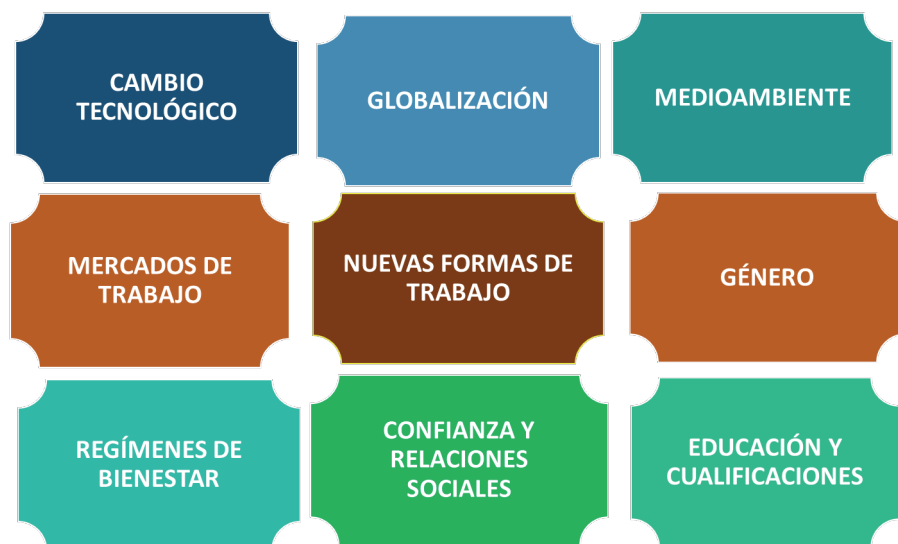 CAMBIO
TECNOLÓGICO
GLOBALIZACIÓN
MEDIOAMBIENTE
MERCADOS DE
TRABAJO
NUEVAS FORMAS DE
TRABAJO
GÉNERO
REGÍMENES DE
BIENESTAR
CONFIANZA Y
RELACIONES
SOCIALES
EDUCACIÓN Y
CUALIFICACIONES